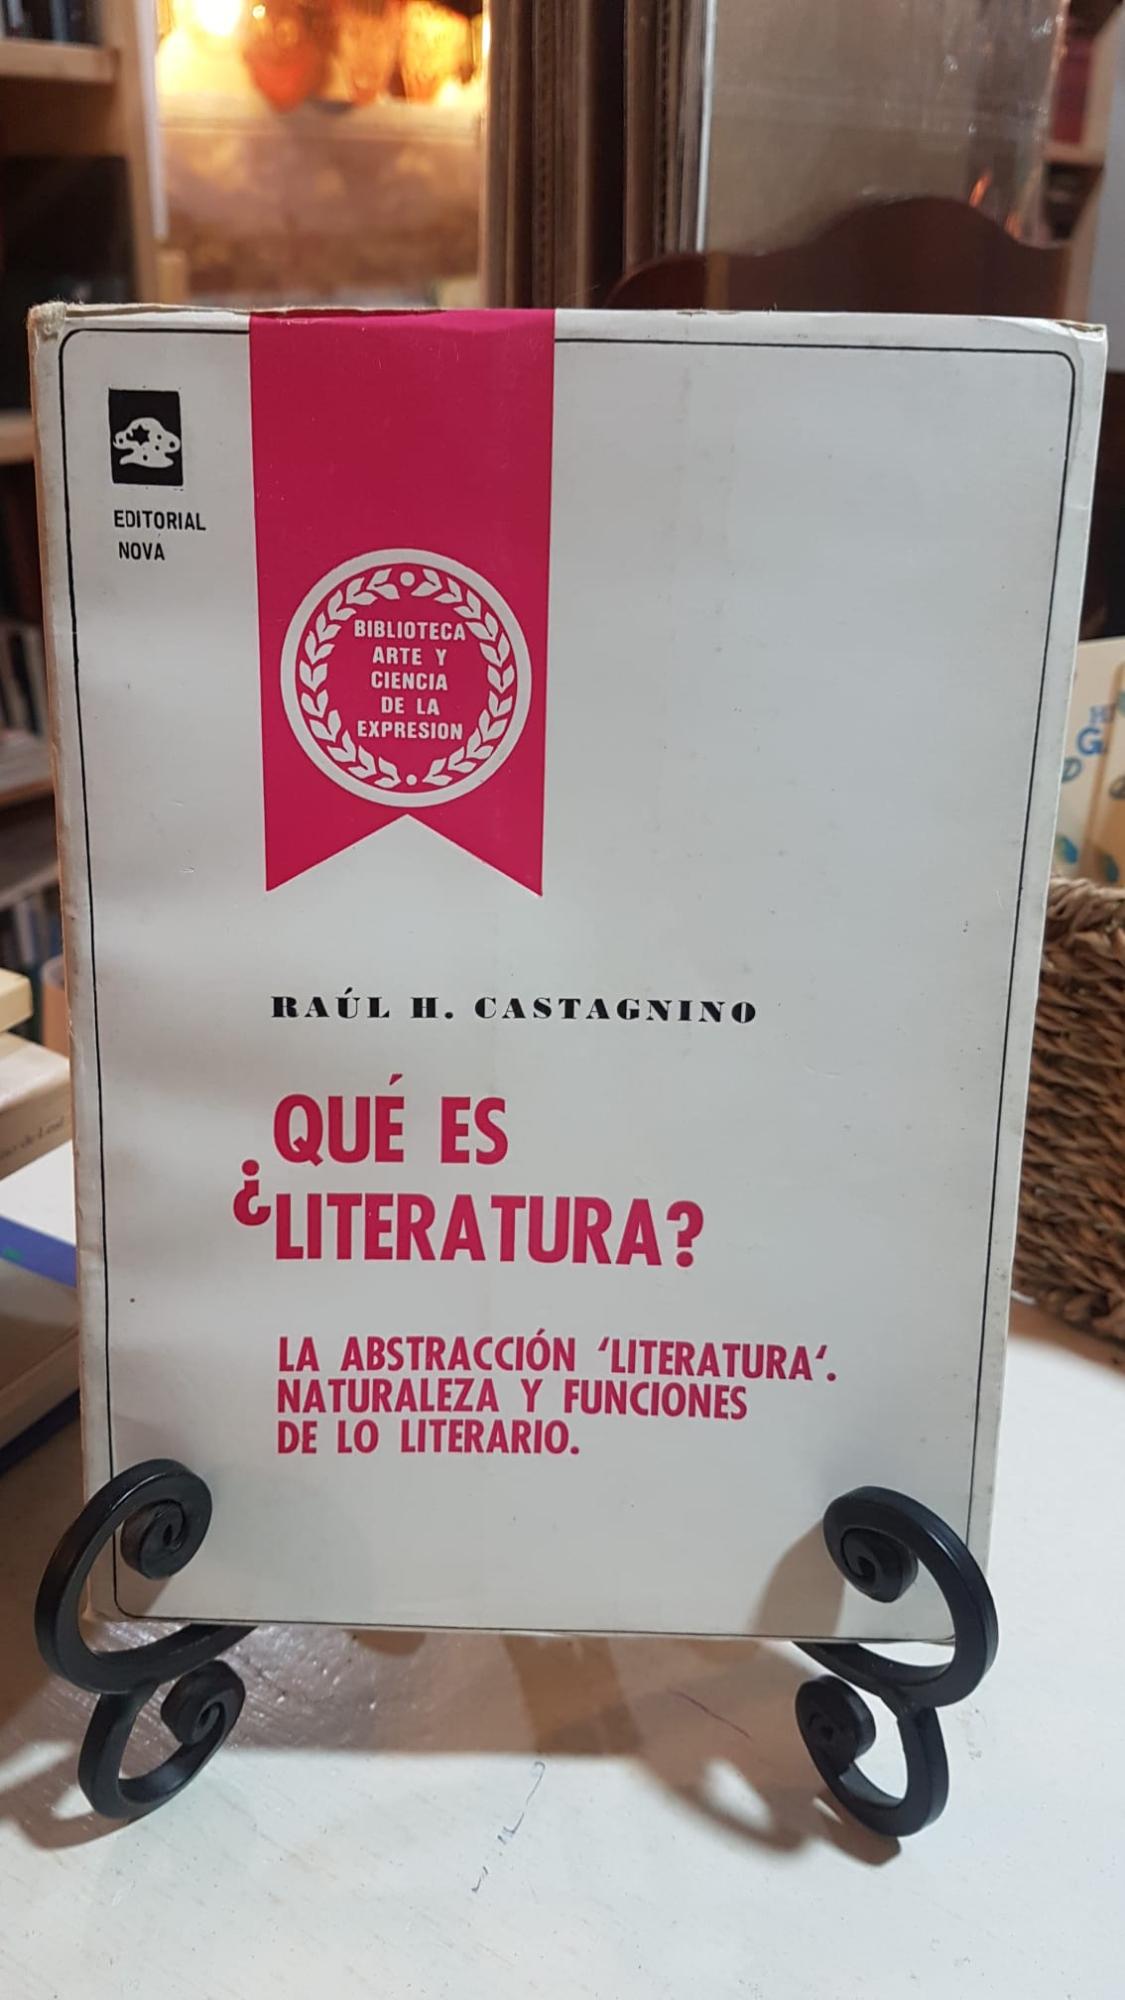 EDITORIAL
NOVA
BIBLIOTECA
ARTE Y
CIENCIA
DE LA
EXPRESION
RAÚL H. CASTAGNINO
QUÉ ES
¿LITERATURA?
LA ABSTRACCIÓN ‘LITERATURA‘.
NATURALEZA Y FUNCIONES
DE LO LITERARIO.